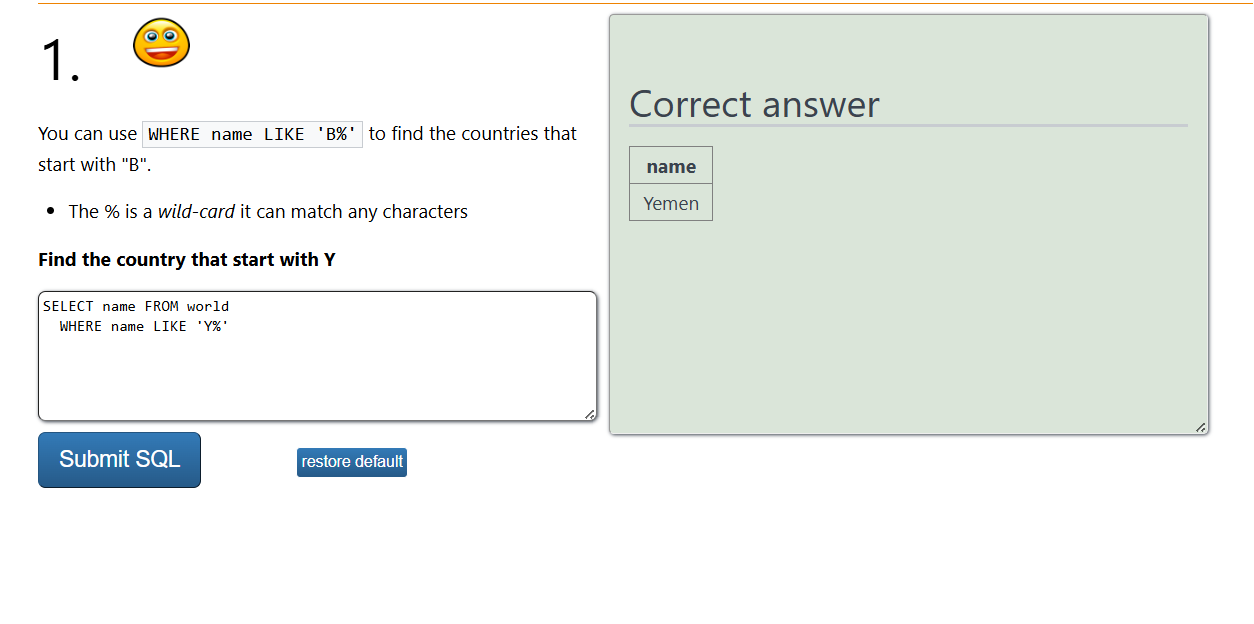 1.
You can use WHERE name LIKE 'B%' to find the countries that
start with "B".
• The % is a wild-card it can match any characters
Find the country that start with Y
SELECT name FROM world
WHERE name LIKE 'Y%'
Submit SQL
restore default
Correct answer
name
Yemen